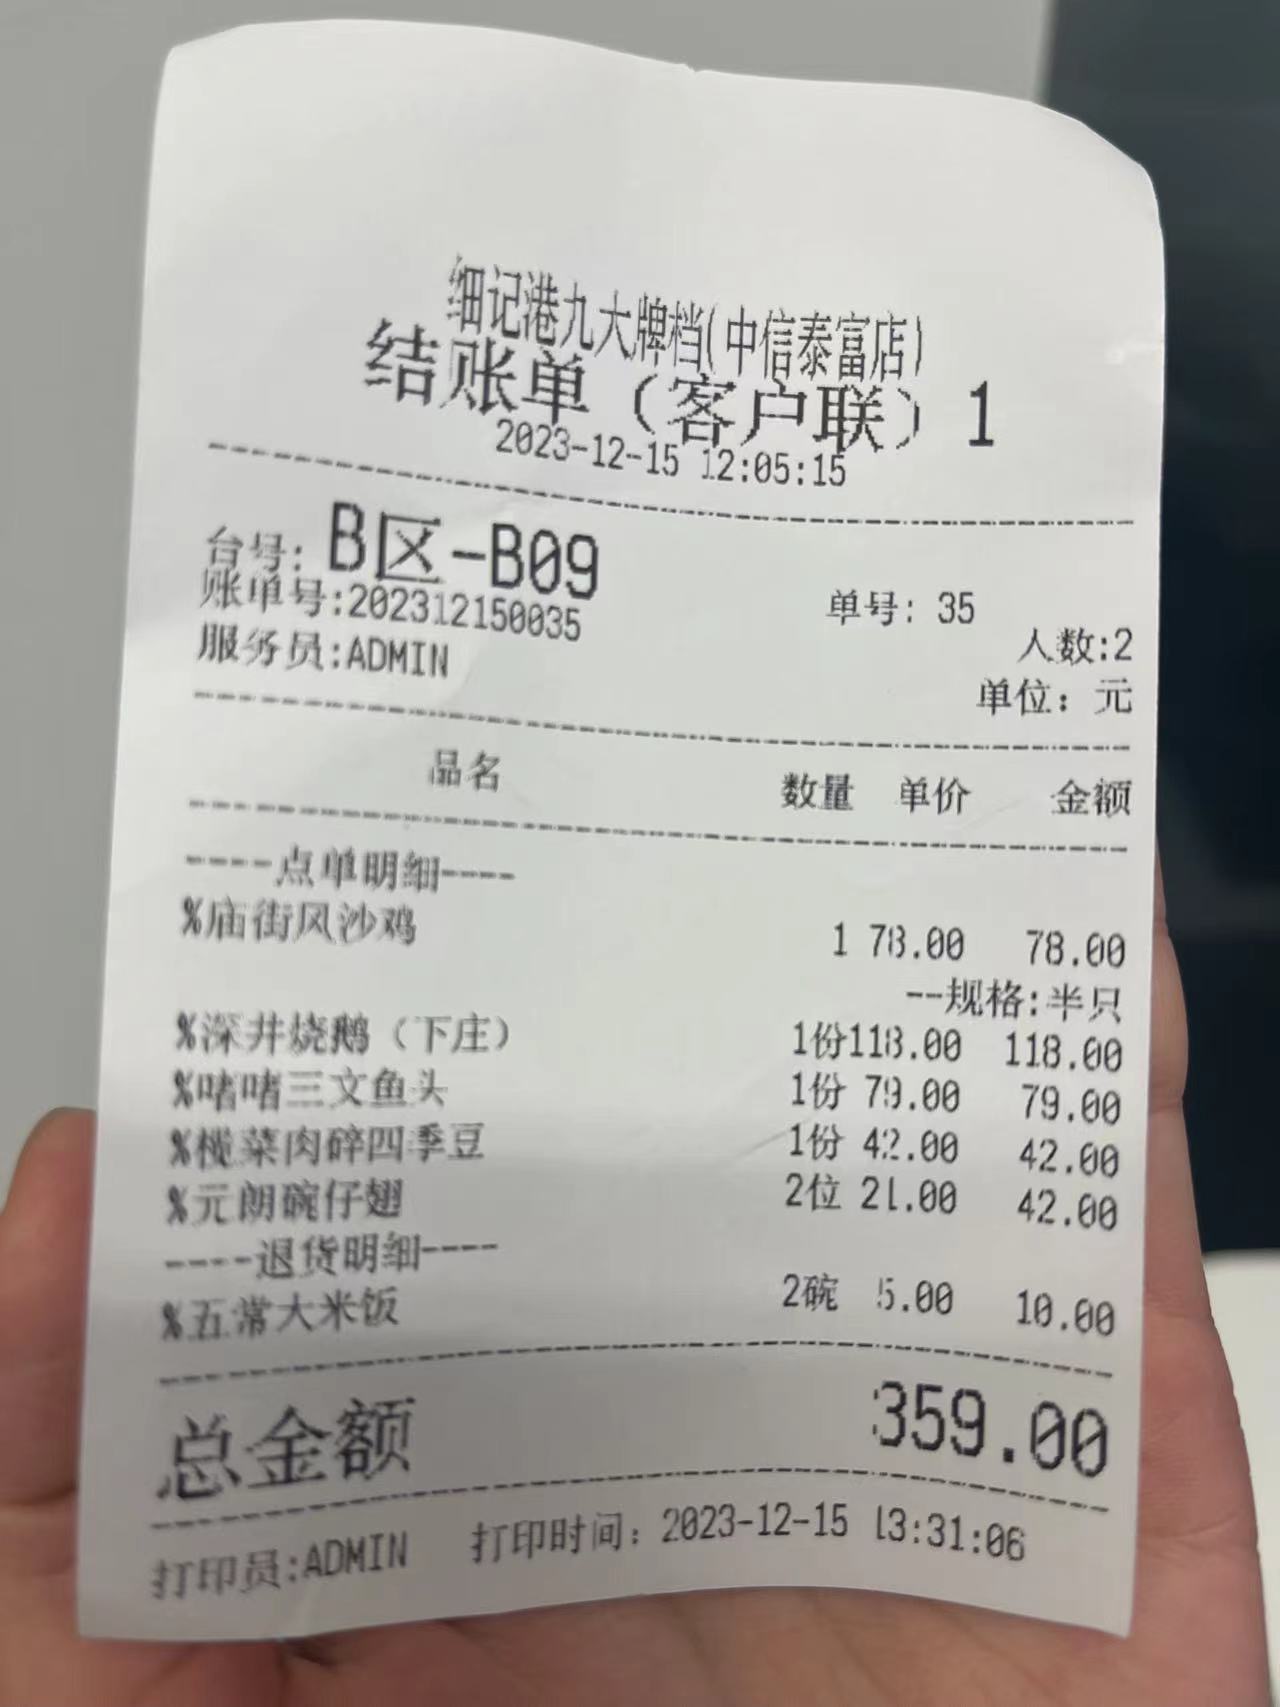 细记港九大牌档(中信泰富店)
结账单（客户联）1
2023-12-15 12:05:15
台号: B区-B09
单号: 35
账单号:202312150035
人数:2
服务员:ADMIN
单位: 元
品名 数量 单价 金额
----点单明细----
%庙街风沙鸡 1 78.00 78.00
--规格:半只
%深井烧鹅（下庄） 1份118.00 118.00
%啫啫三文鱼头 1份 79.00 79.00
%榄菜肉碎四季豆 1份 42.00 42.00
%元朗碗仔翅 2位 21.00 42.00
----退货明细----
%五常大米饭 2碗 5.00 10.00
总金额 359.00
打印员:ADMIN 打印时间: 2023-12-15 13:31:06